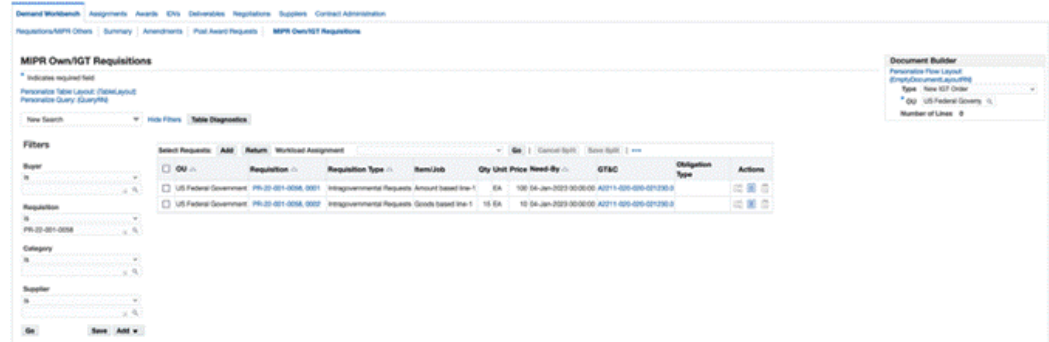 Demand Workbench Assignments Awards IDVs Deliverables Negotiations Suppliers Contract Administration
Requisitions/MIPR Others | Summary | Amendments | Post Award Requests | MIPR Own/IGT Requisitions
MIPR Own/IGT Requisitions
* Indicates required field
Personalize Table Layout: (TableLayout)
Personalize Query: (QueryRN)
New Search Hide Filters Table Diagnostics
Document Builder
Personalize Flow Layout:
(EmptyDocumentLayoutRN)
Type New IGT Order
* OU US Federal Governm
Number of Lines 0
Filters
Buyer
is
Requisition
is
PR-22-001-0058
Category
is
Supplier
is
Go Save Add
Select Requests: Add Return Workload Assignment Go | Cancel Split Save Split | ...
OU Requisition Requisition Type Item/Job Qty Unit Price Need-By GT&C Obligation Type Actions
US Federal Government PR-22-001-0058, 0001 Intragovernmental Requests Amount based line-1 EA 100 04-Jan-2023 00:00:00 A2211-020-020-021230.0
US Federal Government PR-22-001-0058, 0002 Intragovernmental Requests Goods based line-1 15 EA 10 04-Jan-2023 00:00:00 A2211-020-020-021230.0